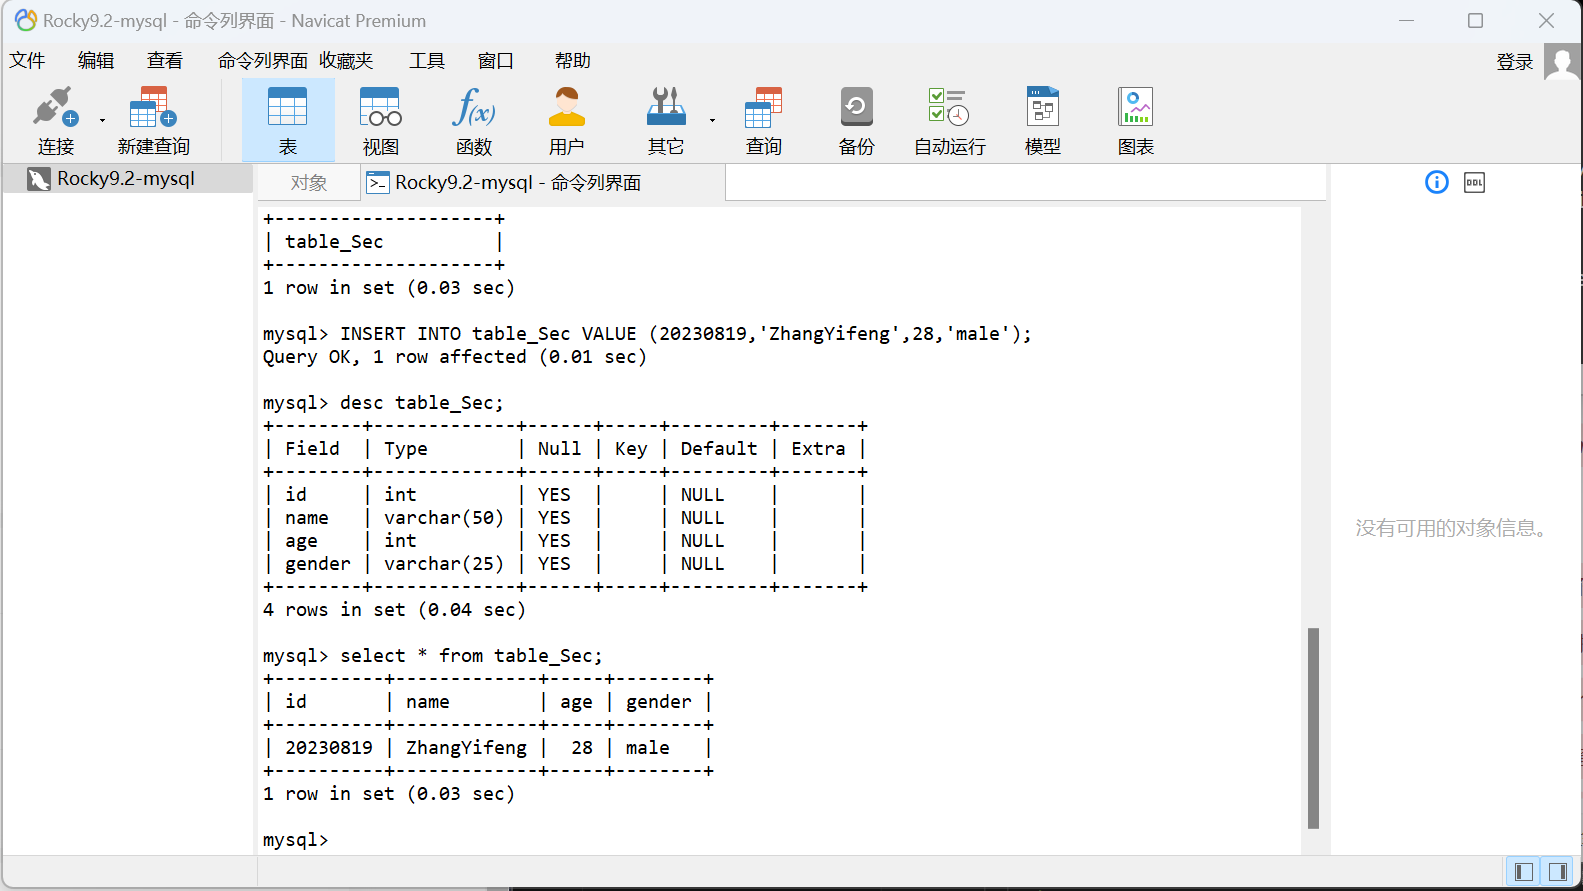 Rocky9.2-mysql - 命令列界面 - Navicat Premium
文件 编辑 查看 命令列界面 收藏夹 工具 窗口 帮助 登录
连接 新建查询 表 视图 函数 用户 其它 查询 备份 自动运行 模型 图表
Rocky9.2-mysql
对象 Rocky9.2-mysql - 命令列界面
DDL
+--------------------+
| table_Sec          |
+--------------------+
1 row in set (0.03 sec)

mysql> INSERT INTO table_Sec VALUE (20230819,'ZhangYifeng',28,'male');
Query OK, 1 row affected (0.01 sec)

mysql> desc table_Sec;
+--------+-------------+------+-----+---------+-------+
| Field  | Type        | Null | Key | Default | Extra |
+--------+-------------+------+-----+---------+-------+
| id     | int         | YES  |     | NULL    |       |
| name   | varchar(50) | YES  |     | NULL    |       |
| age    | int         | YES  |     | NULL    |       |
| gender | varchar(25) | YES  |     | NULL    |       |
+--------+-------------+------+-----+---------+-------+
4 rows in set (0.04 sec)

mysql> select * from table_Sec;
+----------+-------------+-----+--------+
| id       | name        | age | gender |
+----------+-------------+-----+--------+
| 20230819 | ZhangYifeng |  28 | male   |
+----------+-------------+-----+--------+
1 row in set (0.03 sec)

mysql>
没有可用的对象信息。